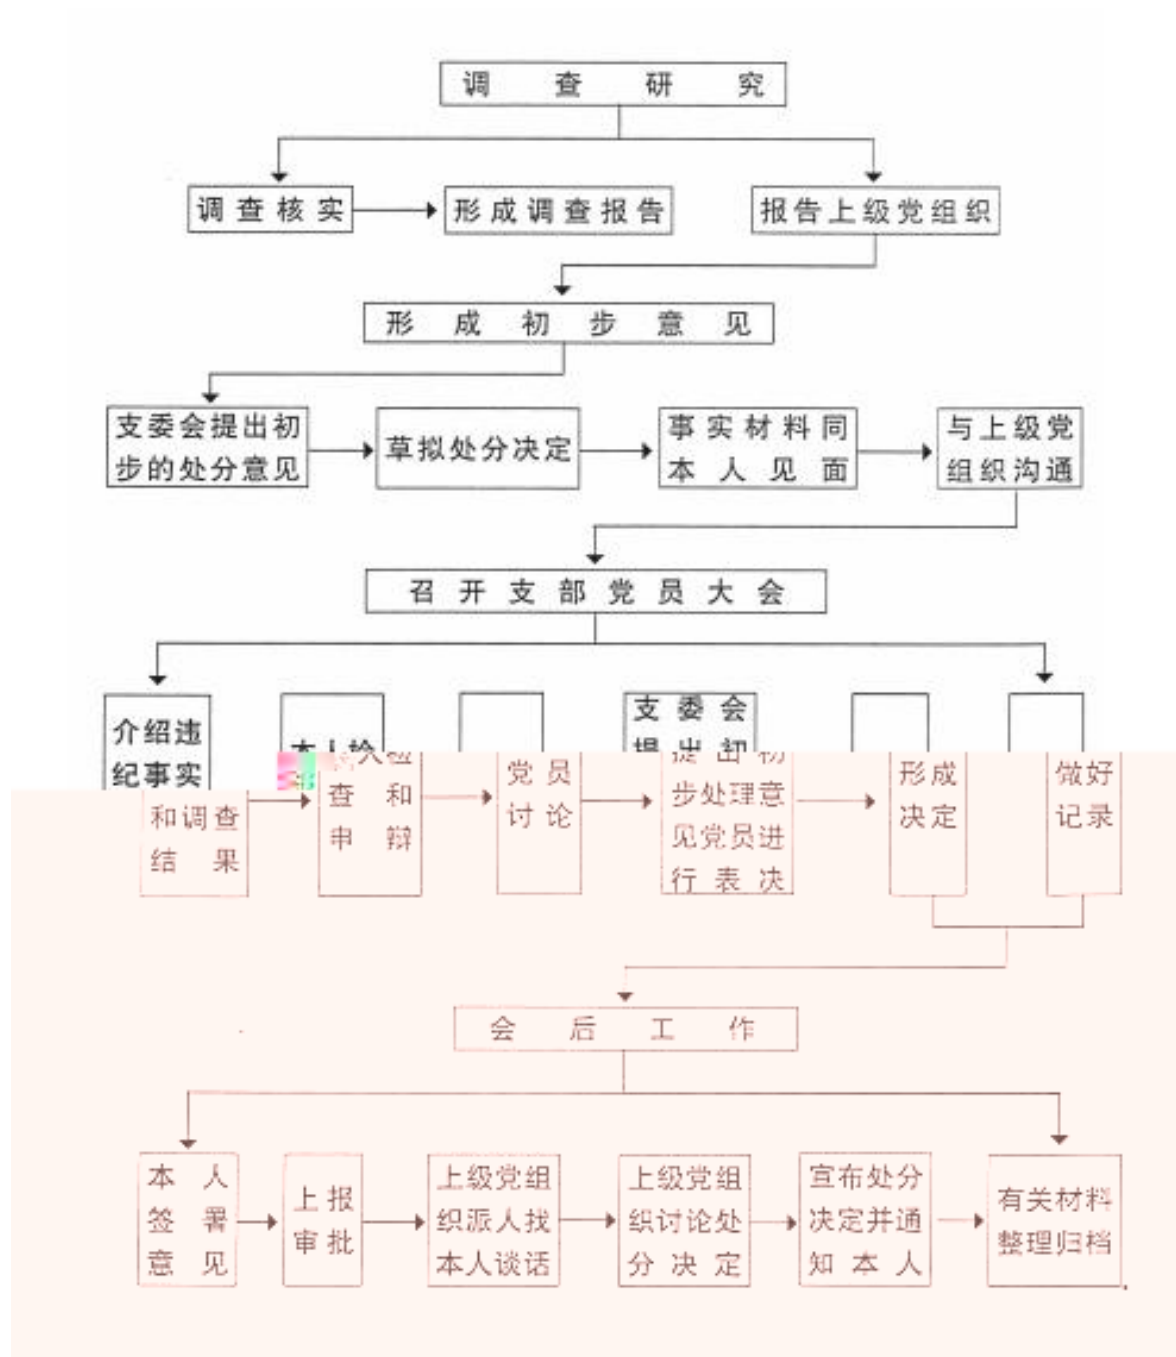 调查研究
调查核实
形成调查报告
报告上级党组织
形成初步意见
支委会提出初
步的处分意见
草拟处分决定
事实材料同
本人见面
与上级党
组织沟通
召开支部党员大会
介绍违
纪事实
和调查
结果
本人检
查和
申辩
党员
讨论
支委会
提出初
步处理意
见党员进
行表决
形成
决定
做好
记录
会后工作
本人
签署
意见
上报
审批
上级党组
织派人找
本人谈话
上级党组
织讨论处
分决定
宣布处分
决定并通
知本人
有关材料
整理归档